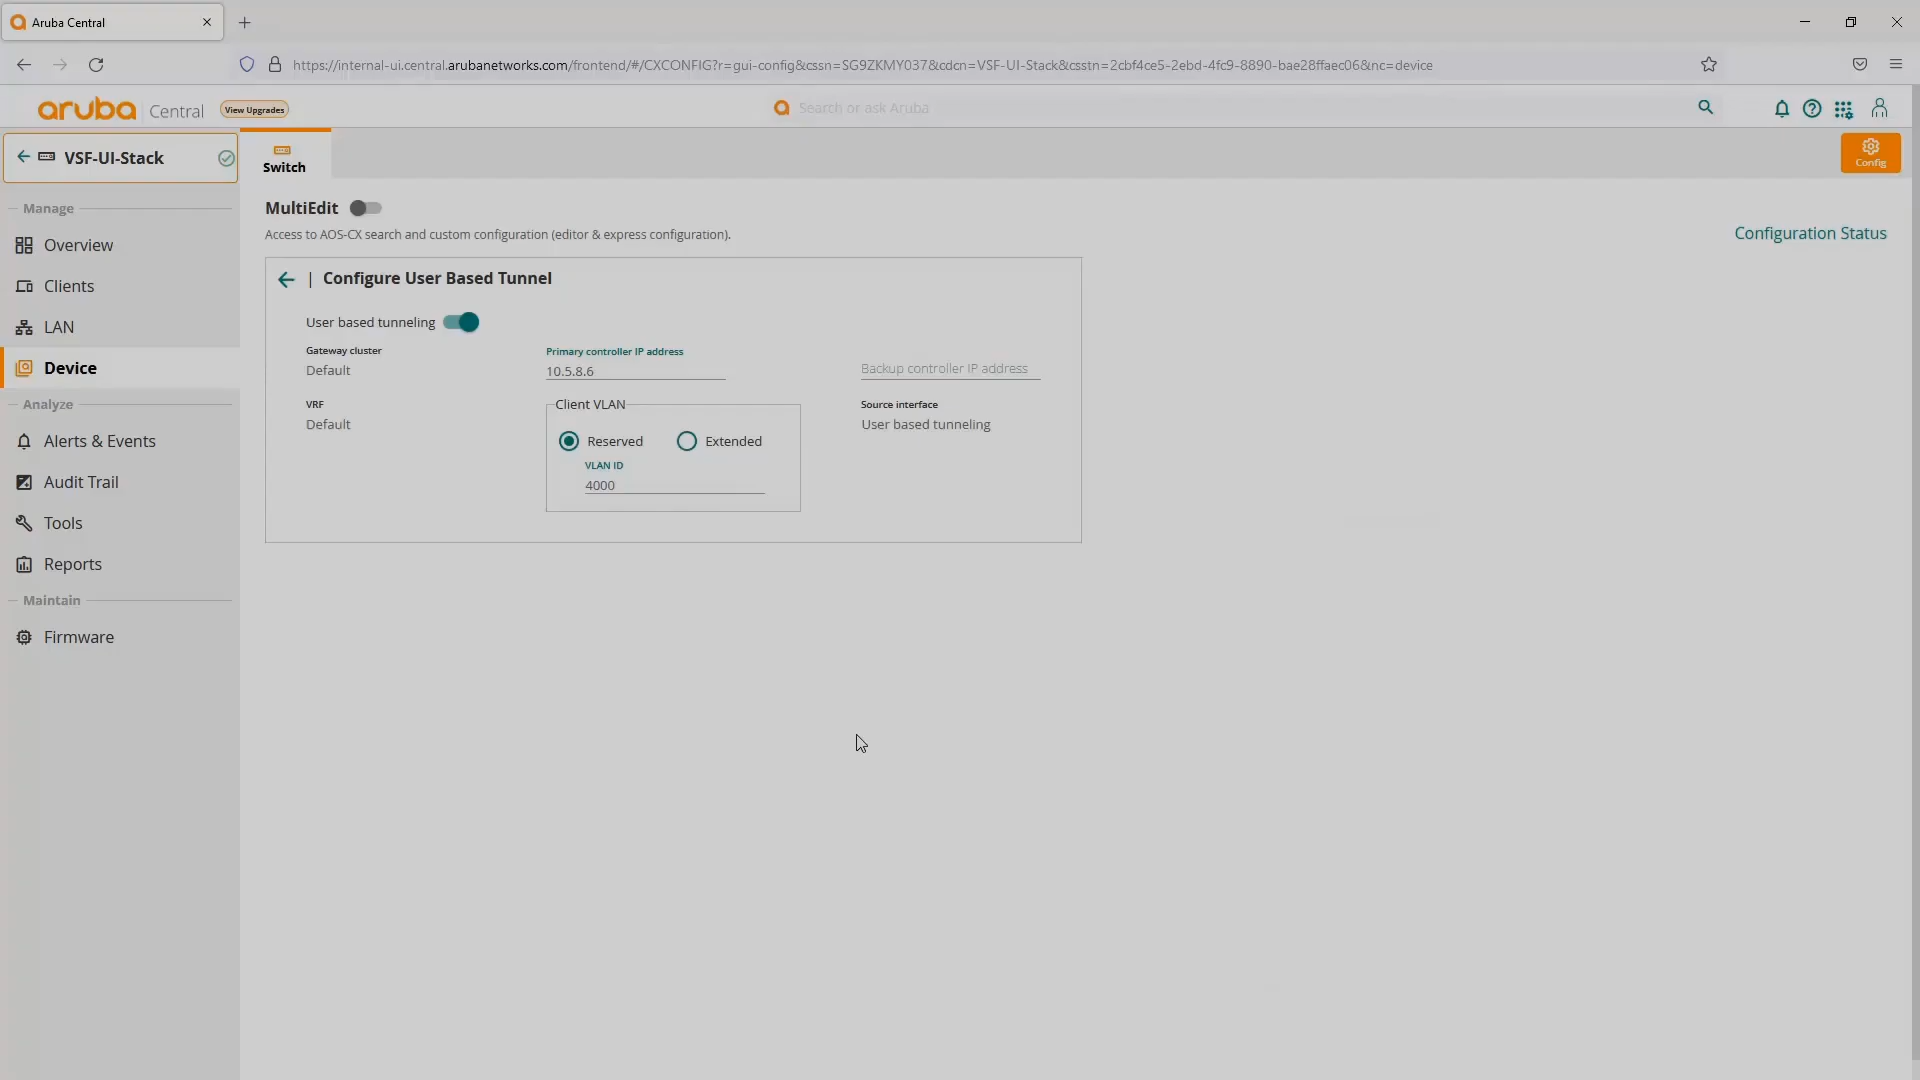 Aruba Central
https://internal-ui.central.arubanetworks.com/frontend/#/CXCONFIG?r=gui-config&cssn=SG9ZKMY037&cdcn=VSF-UI-Stack&csstn=2cbf4ce5-2ebd-4fc9-8890-bae28ffaec06&nc=device
aruba Central View Upgrades
Search or ask Aruba
VSF-UI-Stack
Switch
Config
MultiEdit
Access to AOS-CX search and custom configuration (editor & express configuration).
Configuration Status
Manage
Overview
Clients
LAN
Device
Analyze
Alerts & Events
Audit Trail
Tools
Reports
Maintain
Firmware
| Configure User Based Tunnel
User based tunneling
Gateway cluster
Default
Primary controller IP address
10.5.8.6
Backup controller IP address
VRF
Default
Client VLAN
Reserved Extended
VLAN ID
4000
Source interface
User based tunneling